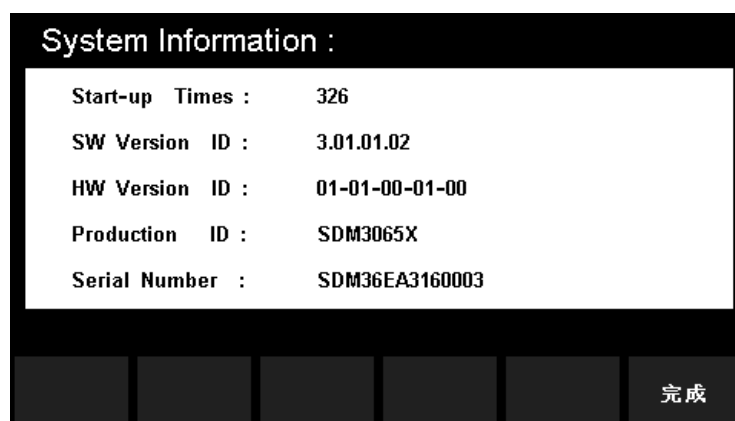 System Information :
Start-up Times : 326
SW Version ID : 3.01.01.02
HW Version ID : 01-01-00-01-00
Production ID : SDM3065X
Serial Number : SDM36EA3160003
完成